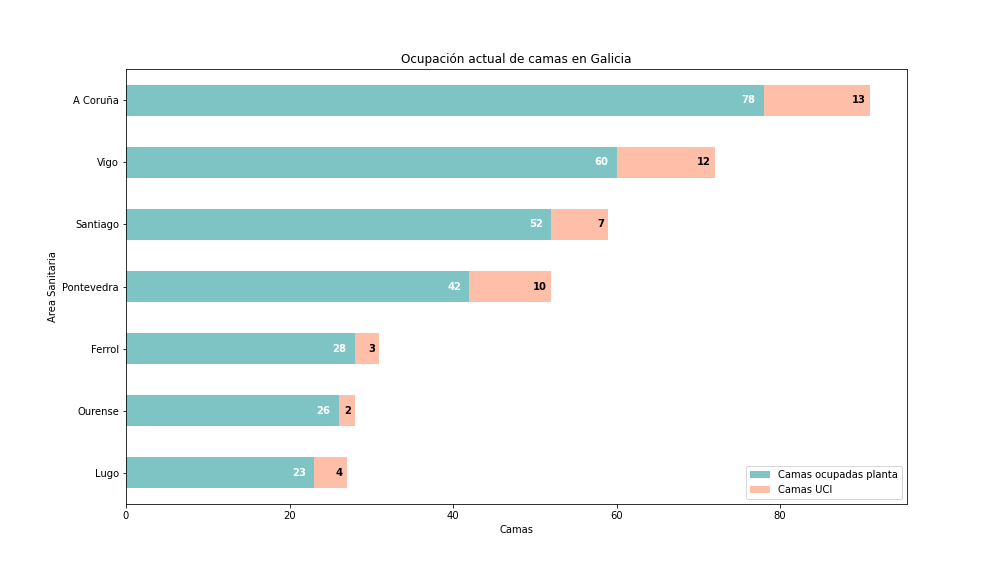 Ocupación actual de camas en Galicia
A Coruña 78 13
Vigo 60 12
Santiago 52 7
Area Sanitaria
Pontevedra 42 10
Ferrol 28 3
Ourense 26 2
Lugo 23 4
Camas ocupadas planta
Camas UCI
0 20 40 60 80
Camas